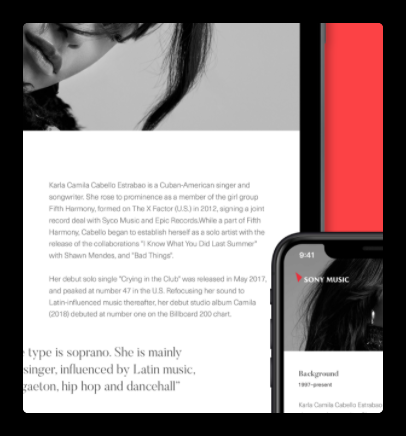 Karla Camila Cabello Estrabao is a Cuban-American singer and
songwriter. She rose to prominence as a member of the girl group
Fifth Harmony, formed on The X Factor (U.S.) in 2012, signing a joint
record deal with Syco Music and Epic Records.While a part of Fifth
Harmony, Cabello began to establish herself as a solo artist with the
release of the collaborations "I Know What You Did Last Summer"
with Shawn Mendes, and "Bad Things".
Her debut solo single "Crying in the Club" was released in May 2017,
and peaked at number 47 in the U.S. Refocusing her sound to
Latin-influenced music thereafter, her debut studio album Camila
(2018) debuted at number one on the Billboard 200 chart.
type is soprano. She is mainly
singer, influenced by Latin music,
gaeton, hip hop and dancehall”
9:41
SONY MUSIC
Background
1997–present
Karla Camila Cabello Estrabao